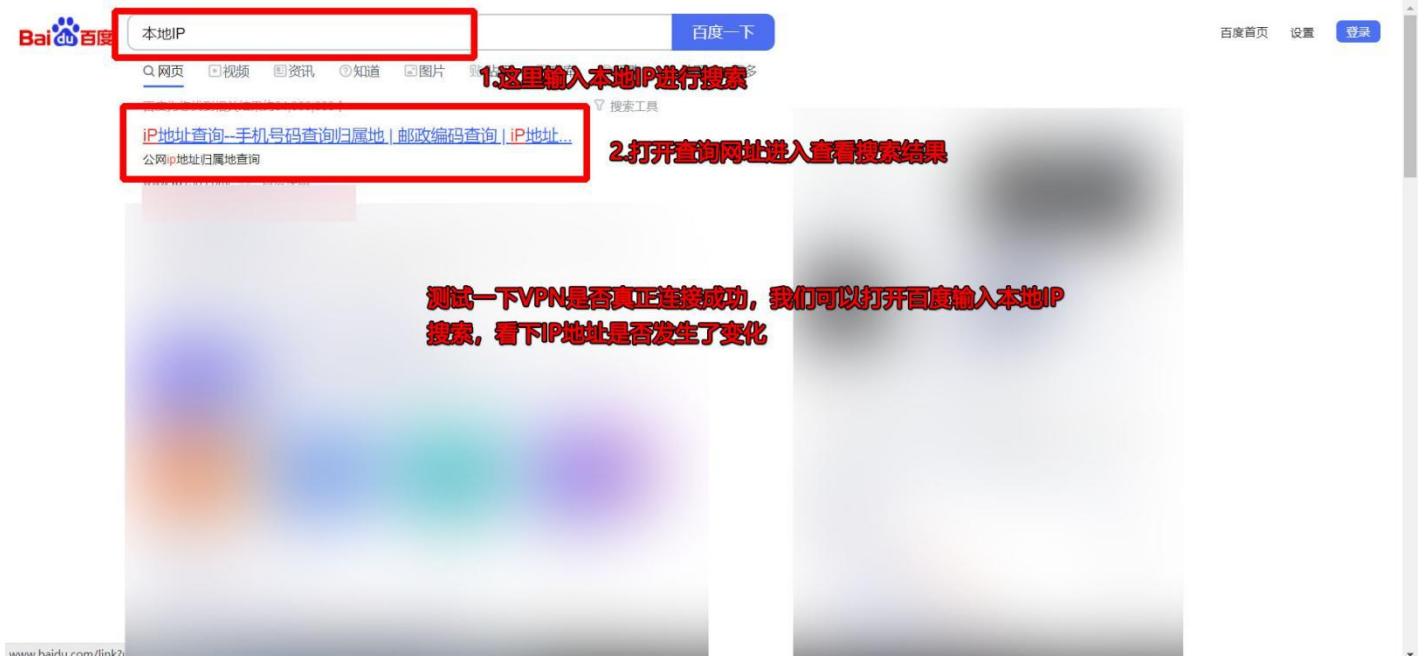 Bai du 百度
本地IP
百度一下
百度首页 设置 登录
网页 视频 资讯 知道 图片
1.这里输入本地IP进行搜索
搜索工具
iP地址查询--手机号码查询归属地 | 邮政编码查询 | iP地址...
公网ip地址归属地查询
2.打开查询网址进入查看搜索结果
测试一下VPN是否真正连接成功，我们可以打开百度输入本地IP
搜索，看下IP地址是否发生了变化
www.baidu.com/link?